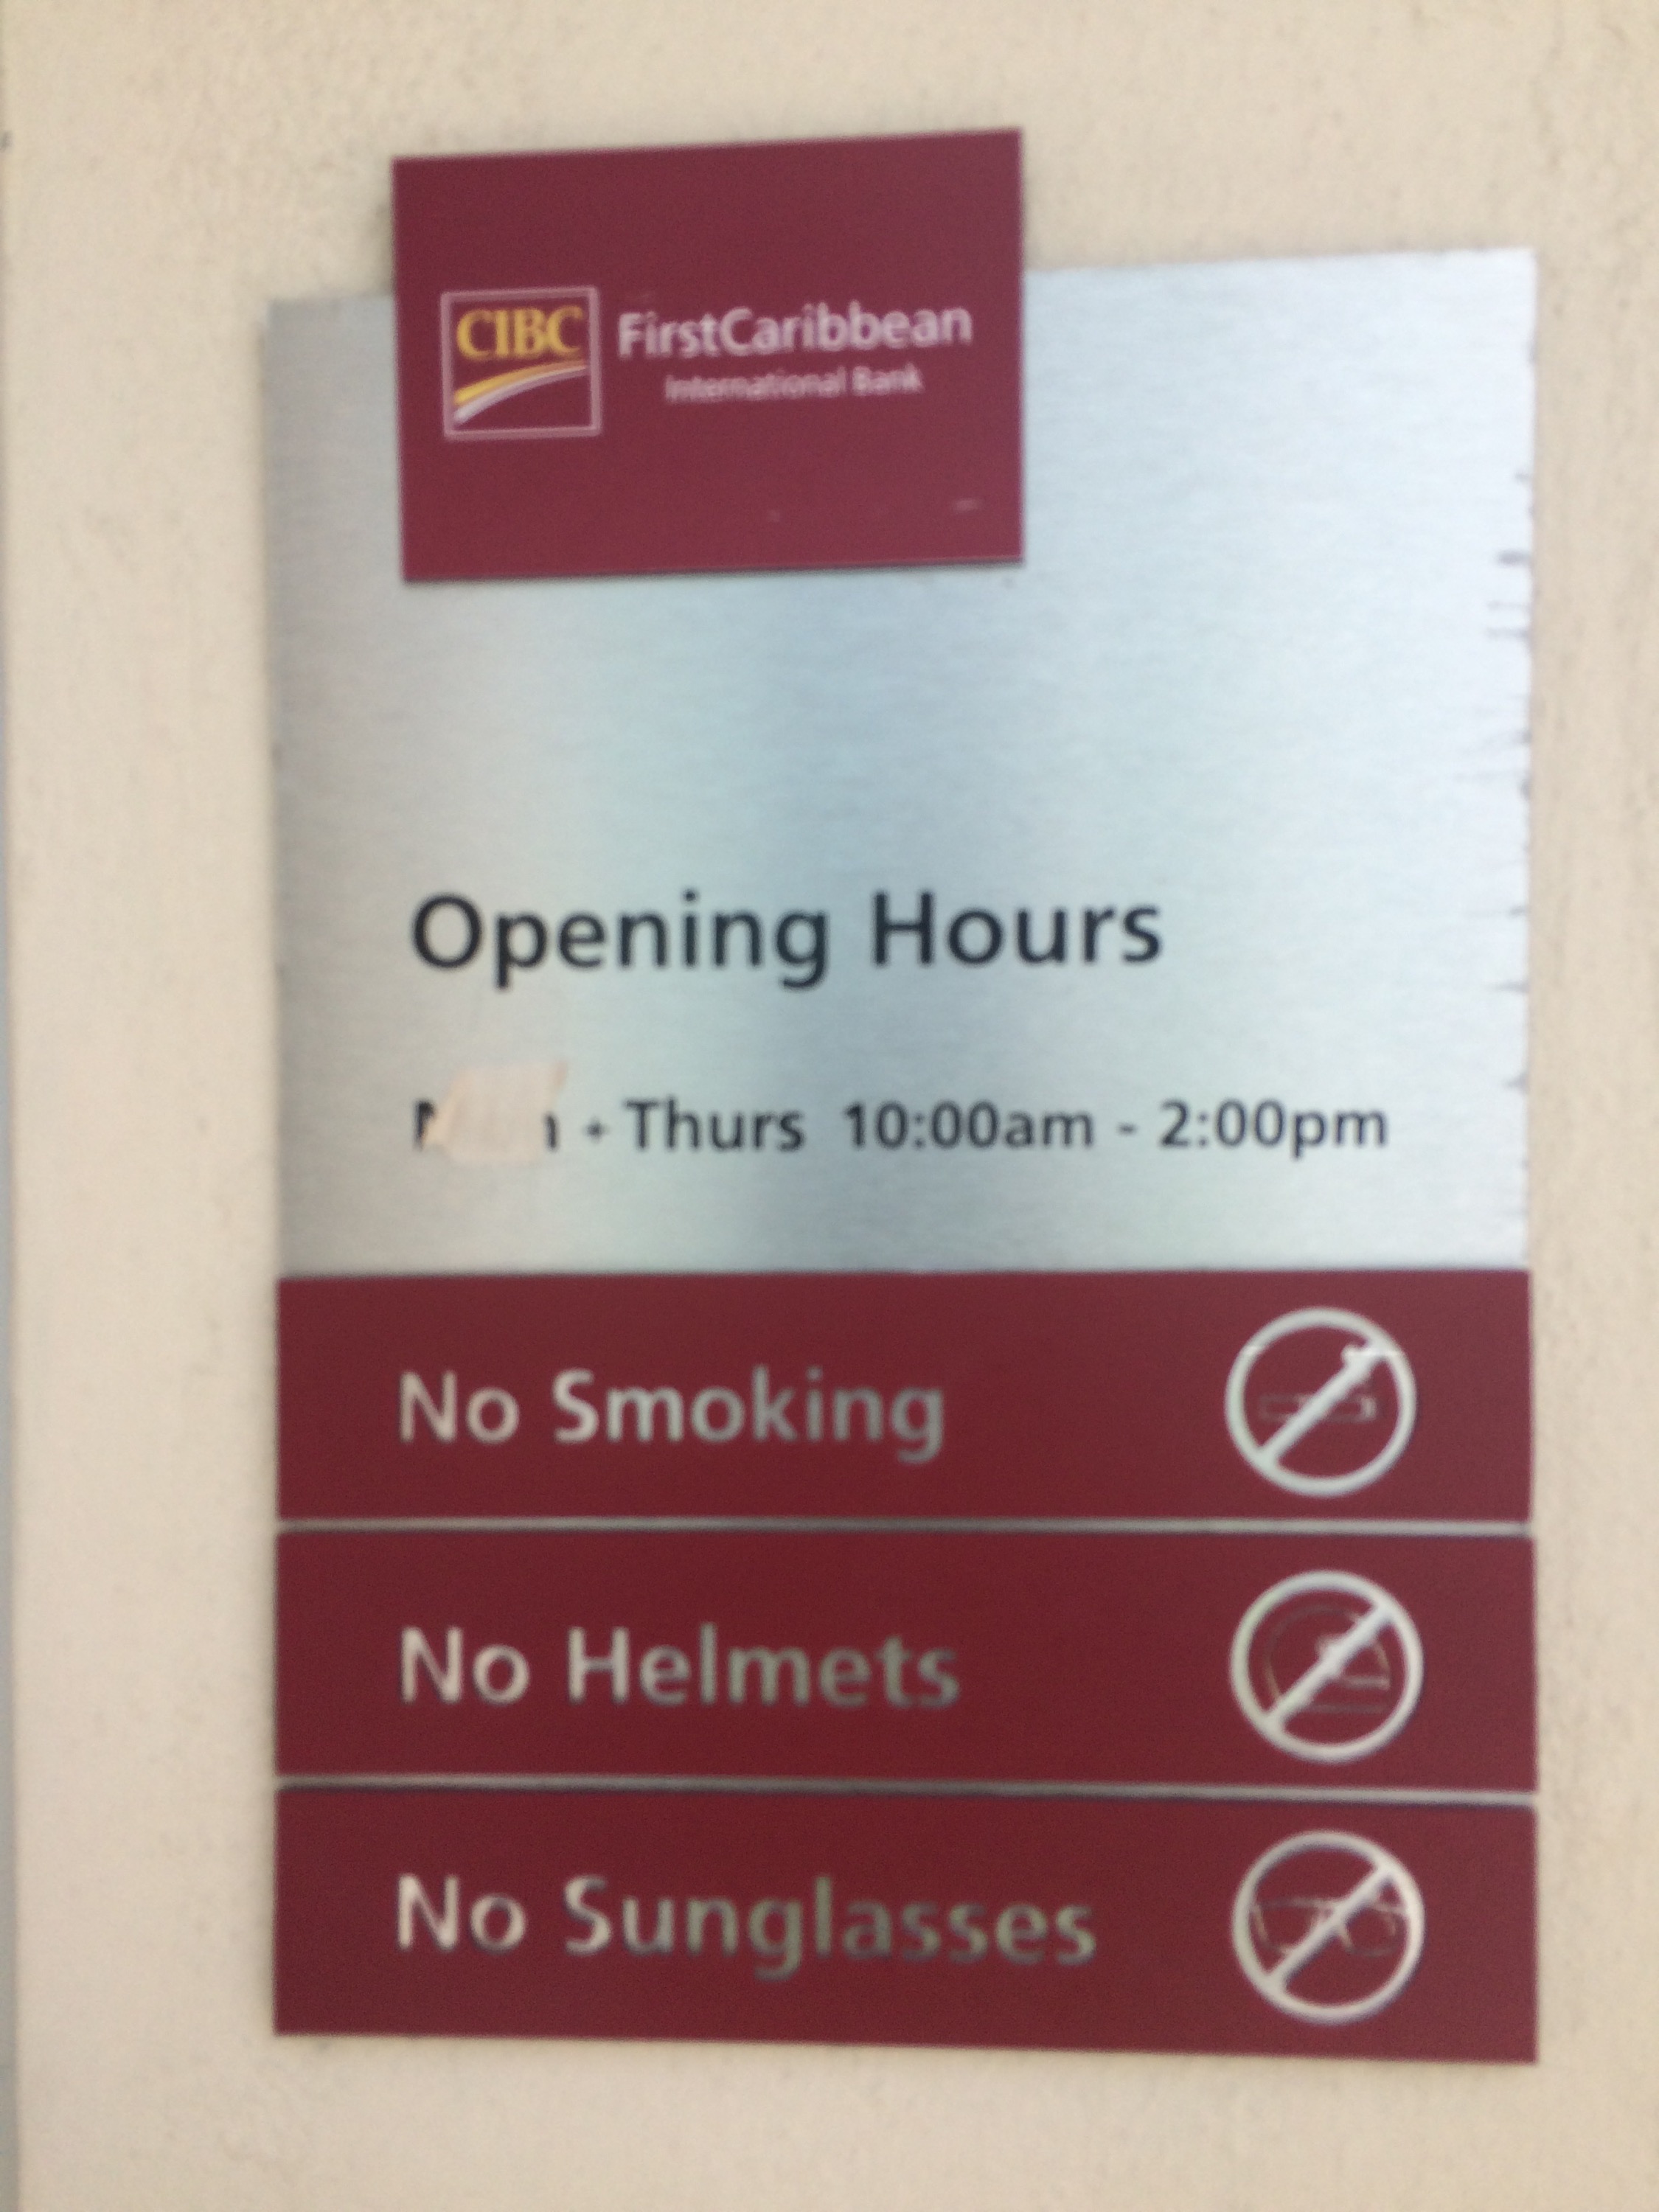 CIBC FirstCaribbean
International Bank
Opening Hours
Thurs 10:00am - 2:00pm
No Smoking
No Helmets
No Sunglasses